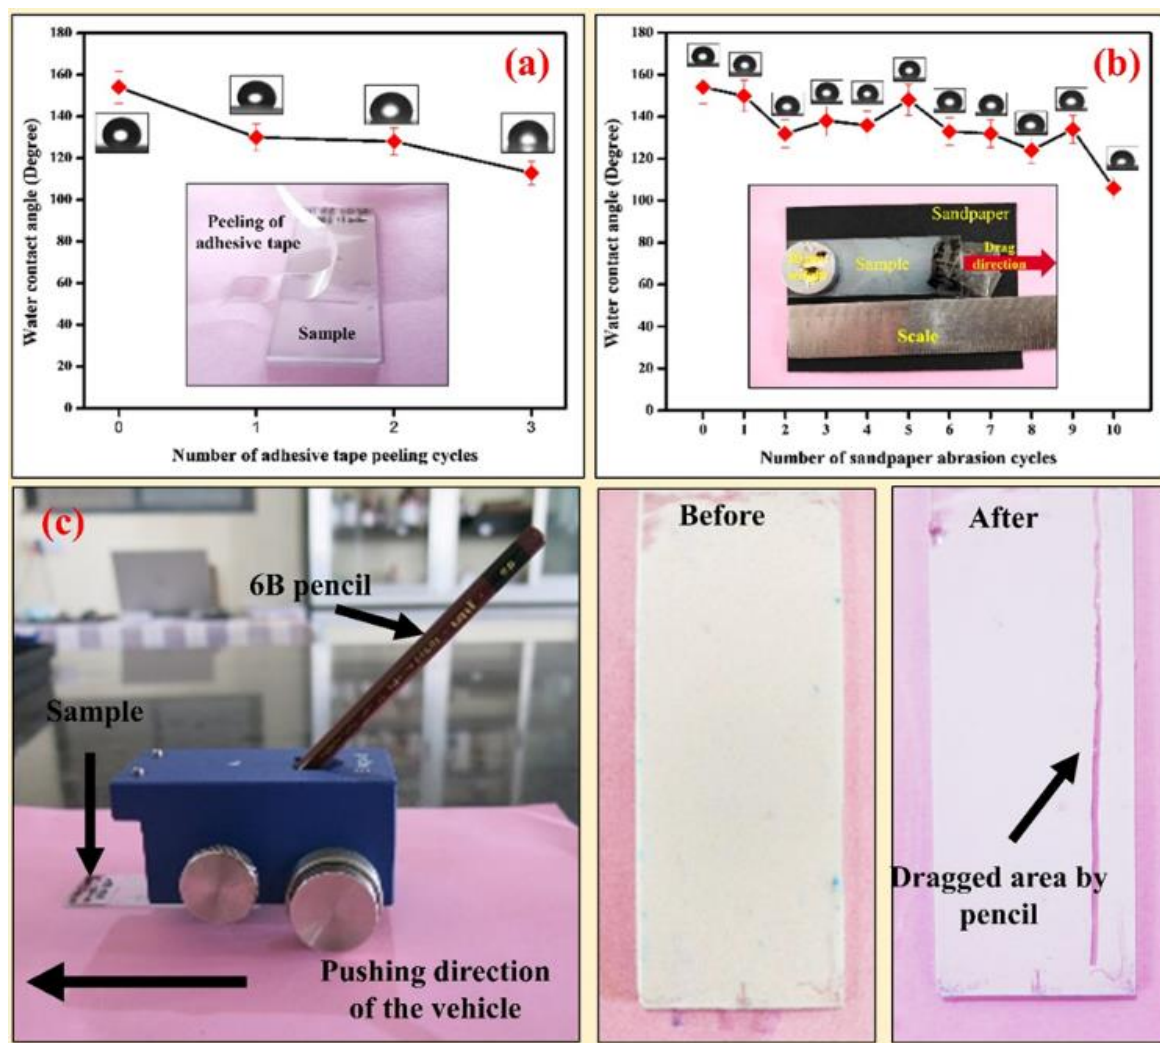 (a)
Water contact angle (Degree)
180
160
140
120
100
80
60
40
20
0
Peeling of
adhesive tape
Sample
0 1 2 3
Number of adhesive tape peeling cycles
(b)
Water contact angle (Degree)
180
160
140
120
100
80
60
40
20
0
Sandpaper
Sample
Drag
direction
Scale
0 1 2 3 4 5 6 7 8 9 10
Number of sandpaper abrasion cycles
(c)
6B pencil
Sample
Pushing direction
of the vehicle
Before
After
Dragged area by
pencil